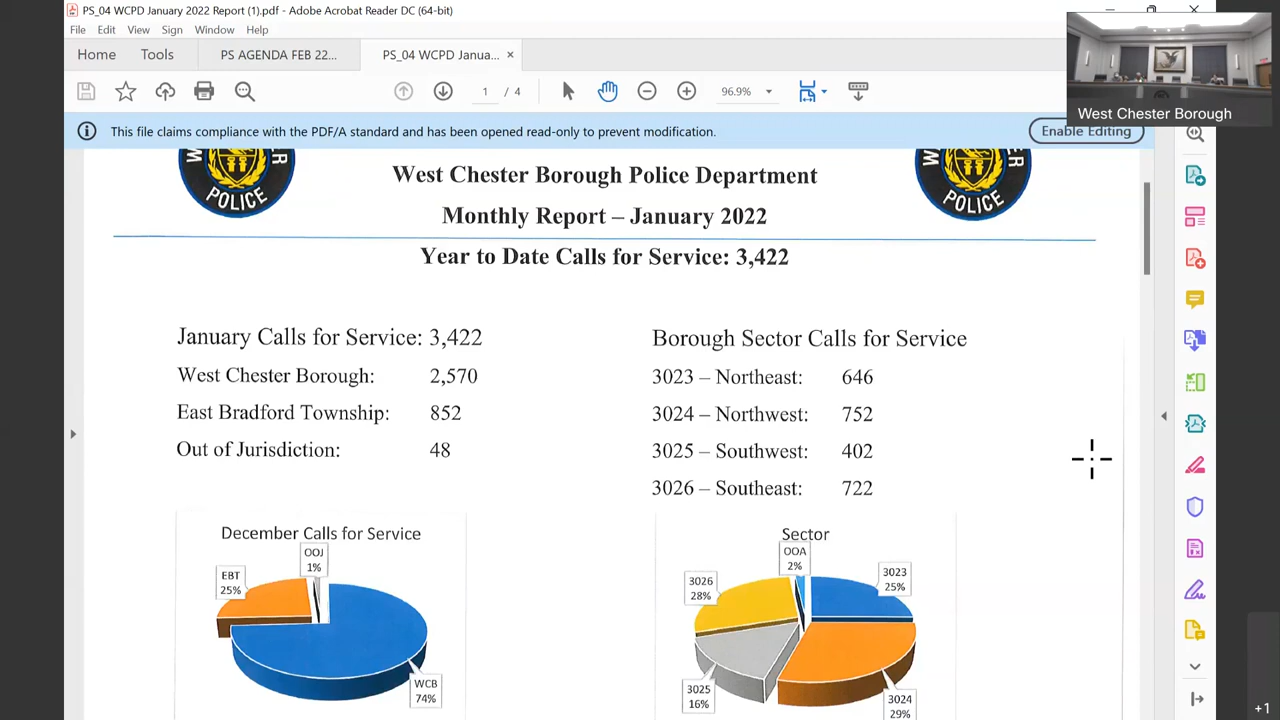 PS_04 WCPD January 2022 Report (1).pdf - Adobe Acrobat Reader DC (64-bit)
File Edit View Sign Window Help
Home Tools PS AGENDA FEB 22... PS_04 WCPD Janua... ×
1 / 4 96.9%
West Chester Borough
This file claims compliance with the PDF/A standard and has been opened read-only to prevent modification.
Enable Editing
POLICE
POLICE
West Chester Borough Police Department
Monthly Report – January 2022
Year to Date Calls for Service: 3,422
January Calls for Service: 3,422
West Chester Borough: 2,570
East Bradford Township: 852
Out of Jurisdiction: 48
Borough Sector Calls for Service
3023 – Northeast: 646
3024 – Northwest: 752
3025 – Southwest: 402
3026 – Southeast: 722
December Calls for Service
OOJ
1%
EBT
25%
WCB
74%
Sector
OOA
2%
3023
25%
3026
28%
3025
16%
3024
29%
+1